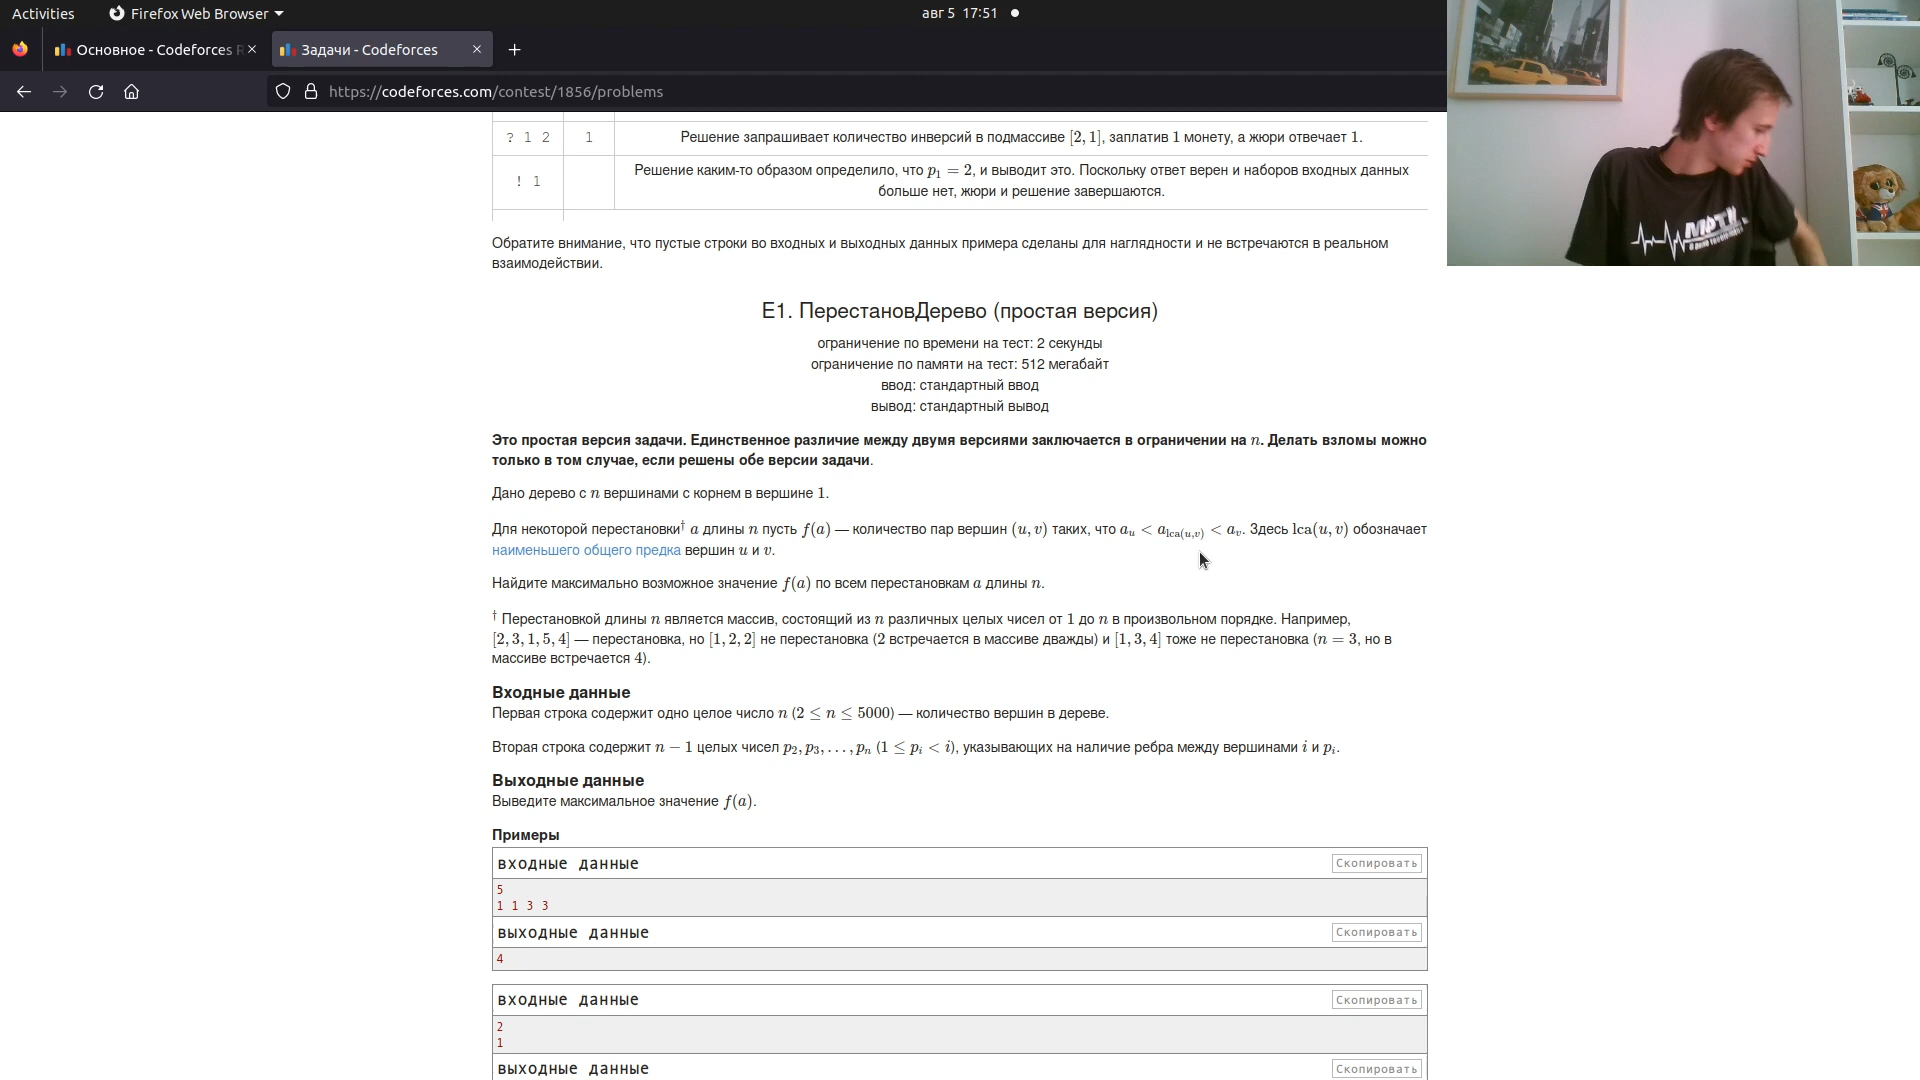 Activities Firefox Web Browser авг 5 17:51
Основное - Codeforces R Задачи - Codeforces
https://codeforces.com/contest/1856/problems
? 1 2 1 Решение запрашивает количество инверсий в подмассиве [2, 1], заплатив 1 монету, а жюри отвечает 1.
! 1 Решение каким-то образом определило, что p₁ = 2, и выводит это. Поскольку ответ верен и наборов входных данных
больше нет, жюри и решение завершаются.
Обратите внимание, что пустые строки во входных и выходных данных примера сделаны для наглядности и не встречаются в реальном
взаимодействии.
E1. ПерестановДерево (простая версия)
ограничение по времени на тест: 2 секунды
ограничение по памяти на тест: 512 мегабайт
ввод: стандартный ввод
вывод: стандартный вывод
Это простая версия задачи. Единственное различие между двумя версиями заключается в ограничении на n. Делать взломы можно
только в том случае, если решены обе версии задачи.
Дано дерево с n вершинами с корнем в вершине 1.
Для некоторой перестановки† a длины n пусть f(a) — количество пар вершин (u, v) таких, что a_u < a_lca(u,v) < a_v. Здесь lca(u, v) обозначает
наименьшего общего предка вершин u и v.
Найдите максимально возможное значение f(a) по всем перестановкам a длины n.
† Перестановкой длины n является массив, состоящий из n различных целых чисел от 1 до n в произвольном порядке. Например,
[2, 3, 1, 5, 4] — перестановка, но [1, 2, 2] не перестановка (2 встречается в массиве дважды) и [1, 3, 4] тоже не перестановка (n = 3, но в
массиве встречается 4).
Входные данные
Первая строка содержит одно целое число n (2 ≤ n ≤ 5000) — количество вершин в дереве.
Вторая строка содержит n − 1 целых чисел p₂, p₃, …, pₙ (1 ≤ pᵢ < i), указывающих на наличие ребра между вершинами i и pᵢ.
Выходные данные
Выведите максимальное значение f(a).
Примеры
входные данные Скопировать
5
1 1 3 3
выходные данные Скопировать
4
входные данные Скопировать
2
1
выходные данные Скопировать